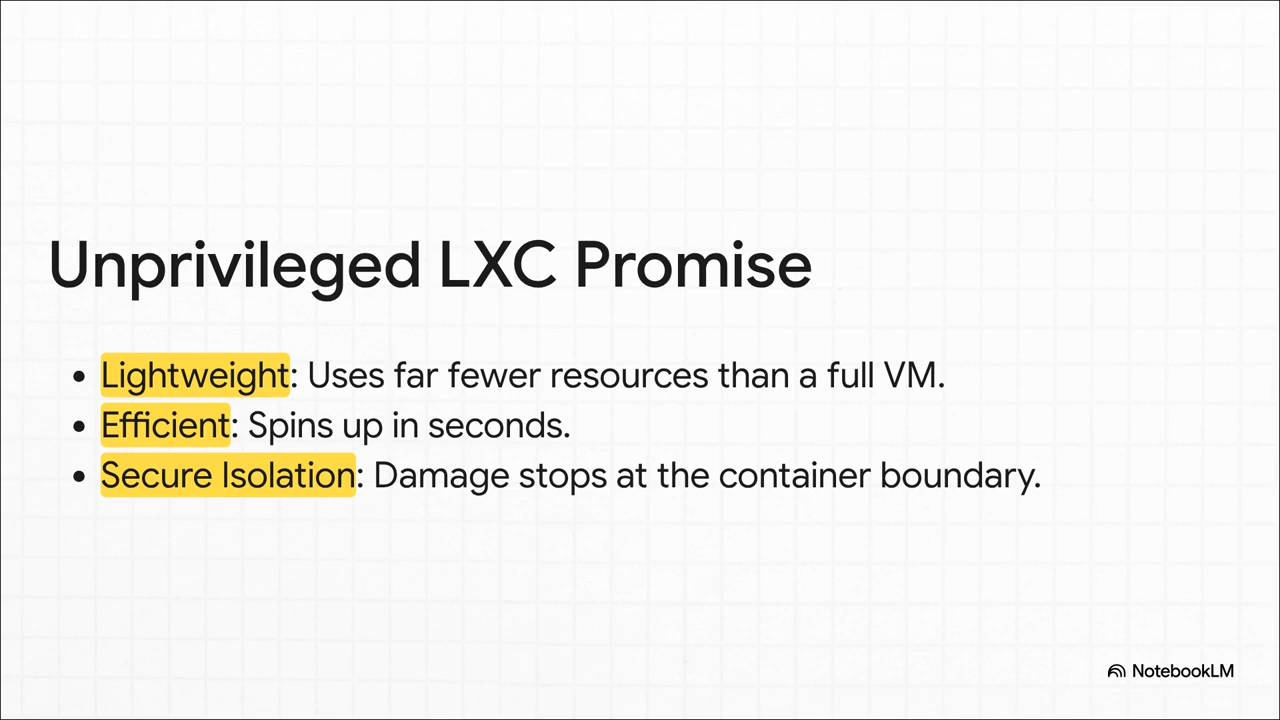 Unprivileged LXC Promise
• Lightweight: Uses far fewer resources than a full VM.
• Efficient: Spins up in seconds.
• Secure Isolation: Damage stops at the container boundary.
NotebookLM